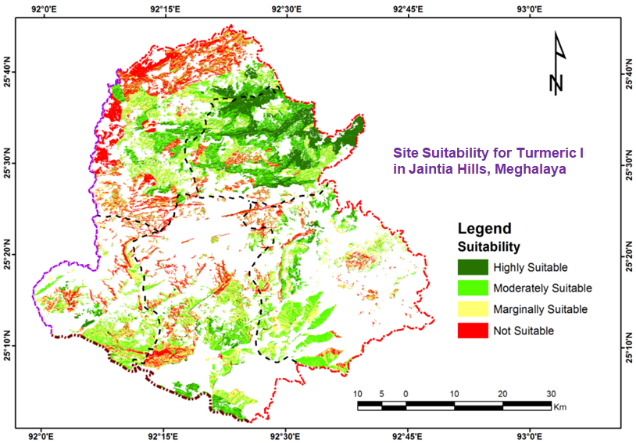 92°0'E 92°15'E 92°30'E 92°45'E 93°0'E
25°40'N 25°40'N
N
Site Suitability for Turmeric I
in Jaintia Hills, Meghalaya
25°30'N 25°30'N
Legend
Suitability
25°20'N 25°20'N
Highly Suitable
Moderately Suitable
Marginally Suitable
Not Suitable
25°10'N 25°10'N
10 5 0 10 20 30
Km
92°0'E 92°15'E 92°30'E 92°45'E 93°0'E